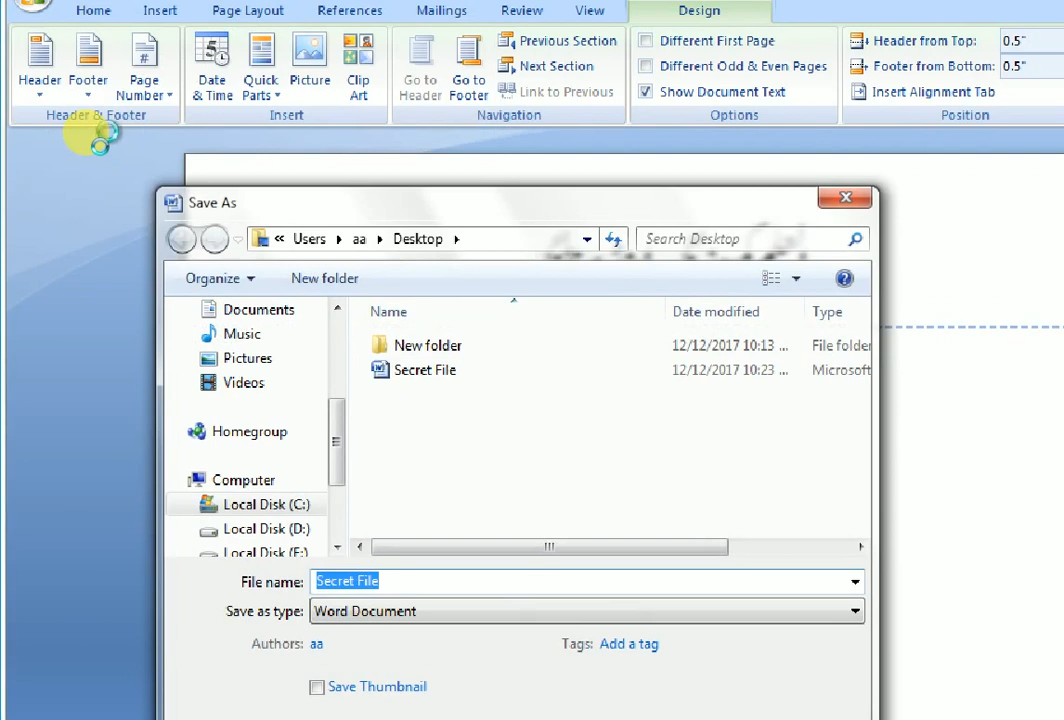 Home Insert Page Layout References Mailings Review View Design
Header Footer Page Number Date & Time Quick Parts Picture Clip Art Go to Header Go to Footer
Previous Section
Next Section
Link to Previous
Different First Page
Different Odd & Even Pages
Show Document Text
Header from Top: 0.5"
Footer from Bottom: 0.5"
Insert Alignment Tab
Header & Footer Insert Navigation Options Position
Save As
« Users aa Desktop Search Desktop
Organize New folder
Name Date modified Type
Documents
Music
Pictures
Videos
Homegroup
Computer
Local Disk (C:)
Local Disk (D:)
Local Disk (E:)
New folder 12/12/2017 10:13 ... File folder
Secret File 12/12/2017 10:23 ... Microsoft
File name: Secret File
Save as type: Word Document
Authors: aa Tags: Add a tag
Save Thumbnail